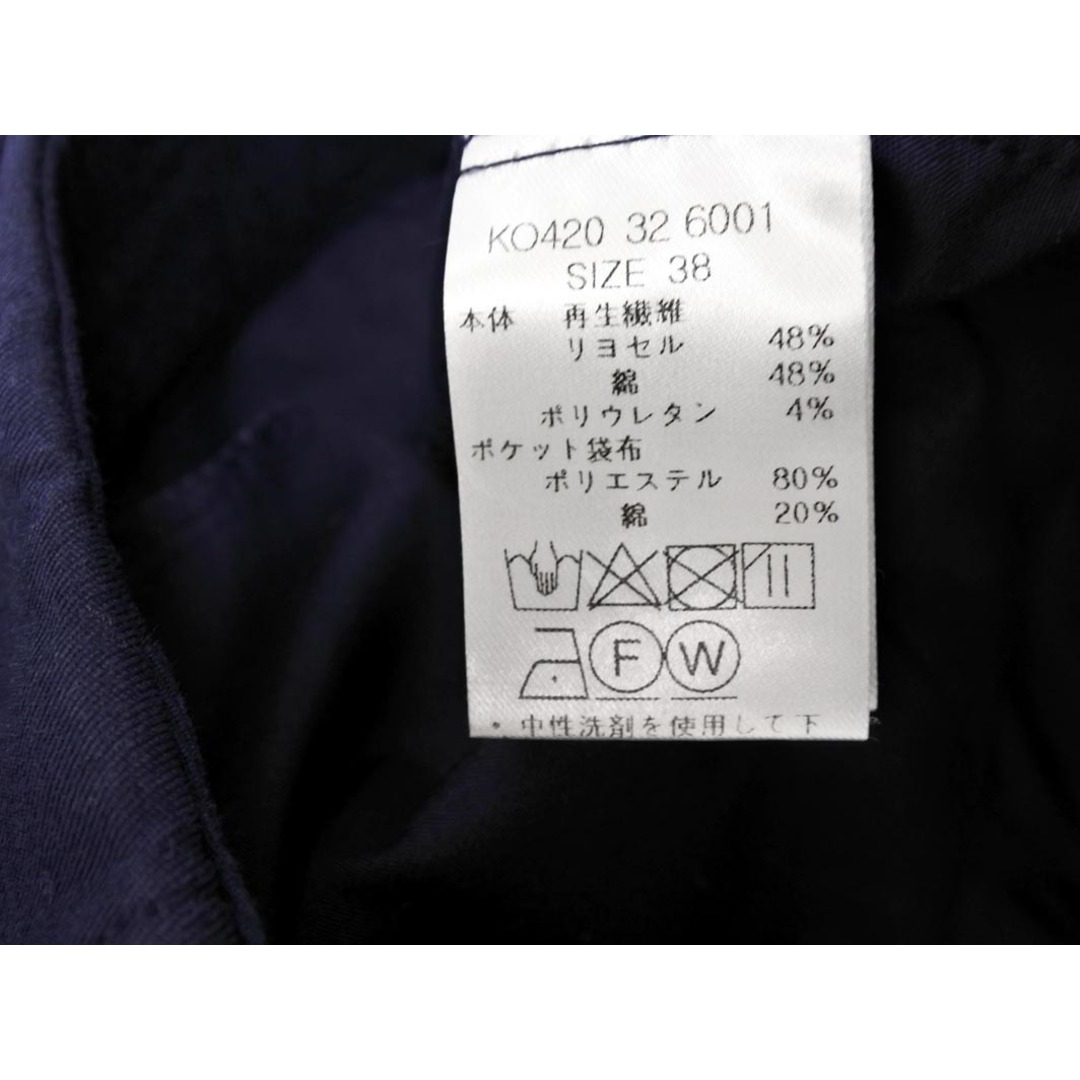 KO420 32 6001
SIZE 38
本体 再生繊維
リヨセル 48%
綿 48%
ポリウレタン 4%
ポケット袋布
ポリエステル 80%
綿 20%
F W
・中性洗剤を使用して下